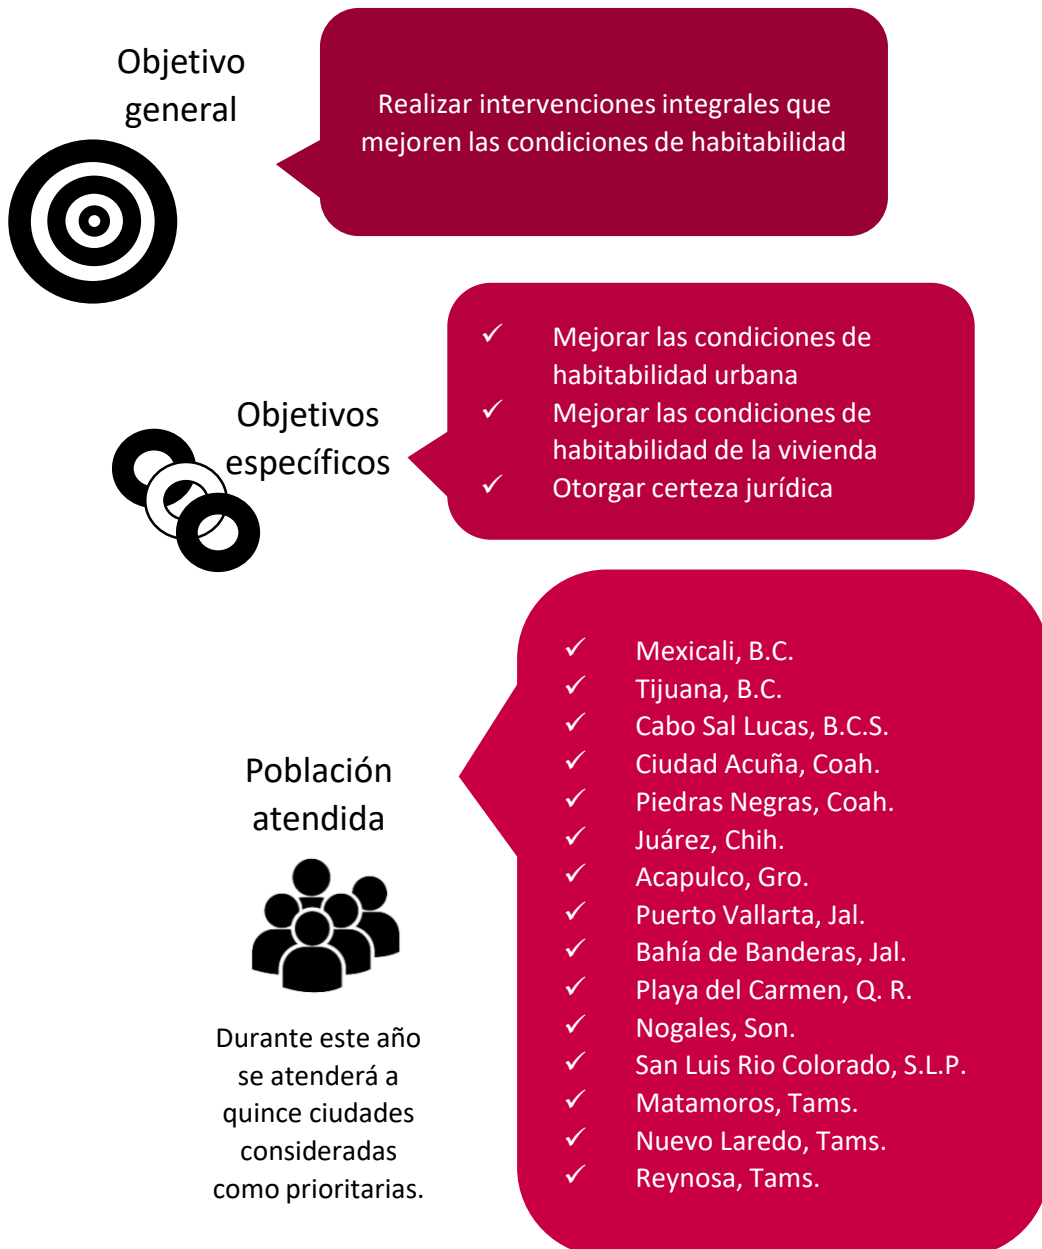 Objetivo
general
Realizar intervenciones integrales que
mejoren las condiciones de habitabilidad
Objetivos
específicos
✓ Mejorar las condiciones de
habitabilidad urbana
✓ Mejorar las condiciones de
habitabilidad de la vivienda
✓ Otorgar certeza jurídica
Población
atendida
Durante este año
se atenderá a
quince ciudades
consideradas
como prioritarias.
✓ Mexicali, B.C.
✓ Tijuana, B.C.
✓ Cabo Sal Lucas, B.C.S.
✓ Ciudad Acuña, Coah.
✓ Piedras Negras, Coah.
✓ Juárez, Chih.
✓ Acapulco, Gro.
✓ Puerto Vallarta, Jal.
✓ Bahía de Banderas, Jal.
✓ Playa del Carmen, Q. R.
✓ Nogales, Son.
✓ San Luis Rio Colorado, S.L.P.
✓ Matamoros, Tams.
✓ Nuevo Laredo, Tams.
✓ Reynosa, Tams.